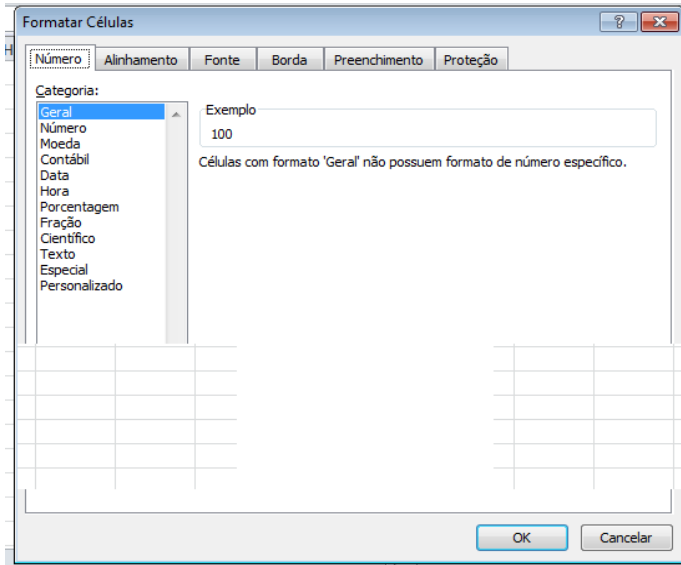 Formatar Células
H
Número Alinhamento Fonte Borda Preenchimento Proteção
Categoria:
Geral
Número
Moeda
Contábil
Data
Hora
Porcentagem
Fração
Científico
Texto
Especial
Personalizado
Exemplo
100
Células com formato 'Geral' não possuem formato de número específico.
OK Cancelar